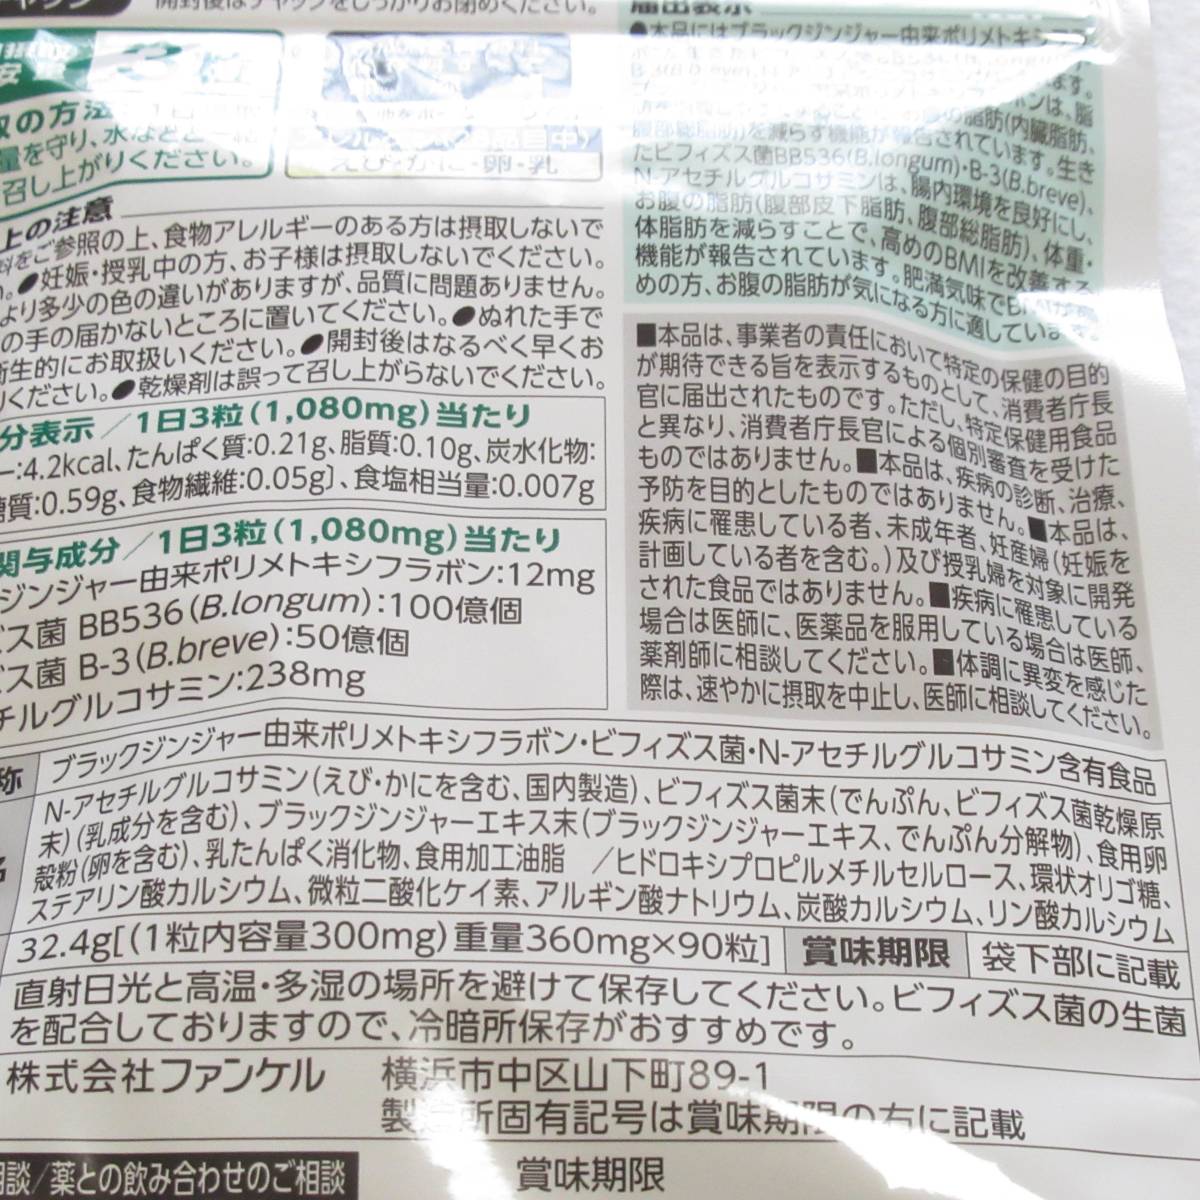 開封後はチャックをしっかりお閉めください。
取の方法
量を守り、水などと一緒
召し上がりください。
えび・かに・卵・乳
上の注意
料をご参照の上、食物アレルギーのある方は摂取しないで
●妊娠・授乳中の方、お子様は摂取しないでください。
より多少の色の違いがありますが、品質に問題ありません。
の手の届かないところに置いてください。●ぬれた手で
衛生的にお取扱いください。●開封後はなるべく早くお
りください。●乾燥剤は誤って召し上がらないでください。
分表示/1日3粒(1,080mg)当たり
ー:4.2kcal、たんぱく質:0.21g、脂質:0.10g、炭水化物:
糖質:0.59g、食物繊維:0.05g]、食塩相当量:0.007g
関与成分/1日3粒(1,080mg)当たり
ジンジャー由来ポリメトキシフラボン:12mg
ズス菌 BB536(B.longum):100億個
ズス菌 B-3(B.breve):50億個
チルグルコサミン:238mg
届出表示
●本品にはブラックジンジャー由来ポリメトキシフラ
腹部総脂肪)を減らす機能が報告されています。生き
たビフィズス菌BB536(B.longum)・B-3(B.breve)、
N-アセチルグルコサミンは、腸内環境を良好にし、
お腹の脂肪(腹部皮下脂肪、腹部総脂肪)、体重・
体脂肪を減らすことで、高めのBMIを改善する
機能が報告されています。肥満気味でBMIが高
めの方、お腹の脂肪が気になる方に適しています。
■本品は、事業者の責任において特定の保健の目的
が期待できる旨を表示するものとして、消費者庁長
官に届出されたものです。ただし、特定保健用食品
と異なり、消費者庁長官による個別審査を受けた
ものではありません。■本品は、疾病の診断、治療、
予防を目的としたものではありません。■本品は、
疾病に罹患している者、未成年者、妊産婦(妊娠を
計画している者を含む。)及び授乳婦を対象に開発
された食品ではありません。■疾病に罹患している
場合は医師に、医薬品を服用している場合は医師、
薬剤師に相談してください。■体調に異変を感じた
際は、速やかに摂取を中止し、医師に相談してください。
称 ブラックジンジャー由来ポリメトキシフラボン・ビフィズス菌・N-アセチルグルコサミン含有食品
N-アセチルグルコサミン(えび・かにを含む、国内製造)、ビフィズス菌末(でんぷん、ビフィズス菌乾燥原
末)(乳成分を含む)、ブラックジンジャーエキス末(ブラックジンジャーエキス、でんぷん分解物)、食用卵
殻粉(卵を含む)、乳たんぱく消化物、食用加工油脂 /ヒドロキシプロピルメチルセルロース、環状オリゴ糖、
ステアリン酸カルシウム、微粒二酸化ケイ素、アルギン酸ナトリウム、炭酸カルシウム、リン酸カルシウム
32.4g[(1粒内容量300mg)重量360mg×90粒] 賞味期限 袋下部に記載
直射日光と高温・多湿の場所を避けて保存してください。ビフィズス菌の生菌
を配合しておりますので、冷暗所保存がおすすめです。
株式会社ファンケル 横浜市中区山下町89-1
製造所固有記号は賞味期限の右に記載
相談/薬との飲み合わせのご相談 賞味期限